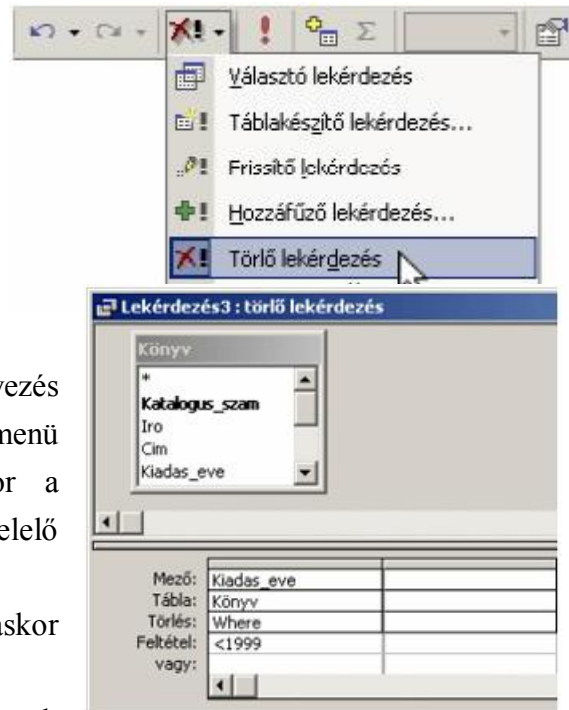 Választó lekérdezés
Táblakészítő lekérdezés...
Frissítő lekérdezés
Hozzáfűző lekérdezés...
Törlő lekérdezés
Lekérdezés3 : törlő lekérdezés
Könyv
*
Katalogus_szam
Iro
Cim
Kiadas_eve
vezés
menü
or a
elelő
áskor
Mező: Kiadas_eve
Tábla: Könyv
Törlés: Where
Feltétel: <1999
vagy: